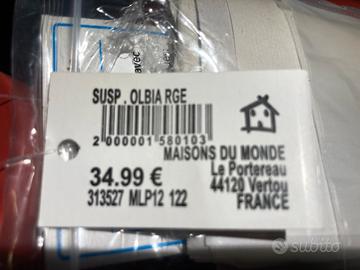 avec
SUSP . OLBIA RGE
2 000001 580103
MAISONS DU MONDE
Le Portereau
44120 Vertou
FRANCE
34.99 €
313527 MLP12 122
subito